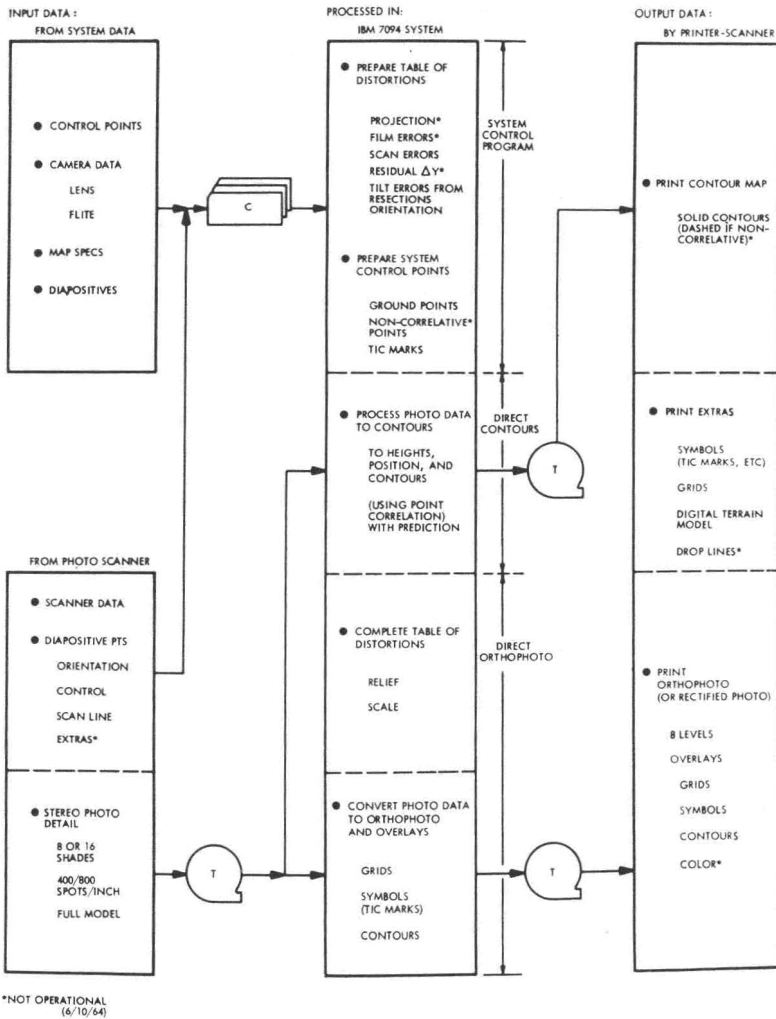 INPUT DATA :
FROM SYSTEM DATA
● CONTROL POINTS
● CAMERA DATA
LENS
FLITE
● MAP SPECS
● DIAPOSITIVES
FROM PHOTO SCANNER
● SCANNER DATA
● DIAPOSITIVE PTS
ORIENTATION
CONTROL
SCAN LINE
EXTRAS*
● STEREO PHOTO
DETAIL
8 OR 16
SHADES
400/800
SPOTS/INCH
FULL MODEL
*NOT OPERATIONAL
(6/10/64)
C
T
PROCESSED IN:
IBM 7094 SYSTEM
● PREPARE TABLE OF
DISTORTIONS
PROJECTION*
FILM ERRORS*
SCAN ERRORS
RESIDUAL ΔY*
TILT ERRORS FROM
RESECTIONS
ORIENTATION
● PREPARE SYSTEM
CONTROL POINTS
GROUND POINTS
NON-CORRELATIVE*
POINTS
TIC MARKS
● PROCESS PHOTO DATA
TO CONTOURS
TO HEIGHTS,
POSITION, AND
CONTOURS
(USING POINT
CORRELATION)
WITH PREDICTION
● COMPLETE TABLE OF
DISTORTIONS
RELIEF
SCALE
● CONVERT PHOTO DATA
TO ORTHOPHOTO
AND OVERLAYS
GRIDS
SYMBOLS
(TIC MARKS)
CONTOURS
SYSTEM
CONTROL
PROGRAM
DIRECT
CONTOURS
DIRECT
ORTHOPHOTO
T
T
OUTPUT DATA :
BY PRINTER-SCANNER
● PRINT CONTOUR MAP
SOLID CONTOURS
(DASHED IF NON-
CORRELATIVE)*
● PRINT EXTRAS
SYMBOLS
(TIC MARKS, ETC)
GRIDS
DIGITAL TERRAIN
MODEL
DROP LINES*
● PRINT
ORTHOPHOTO
(OR RECTIFIED PHOTO)
8 LEVELS
OVERLAYS
GRIDS
SYMBOLS
CONTOURS
COLOR*